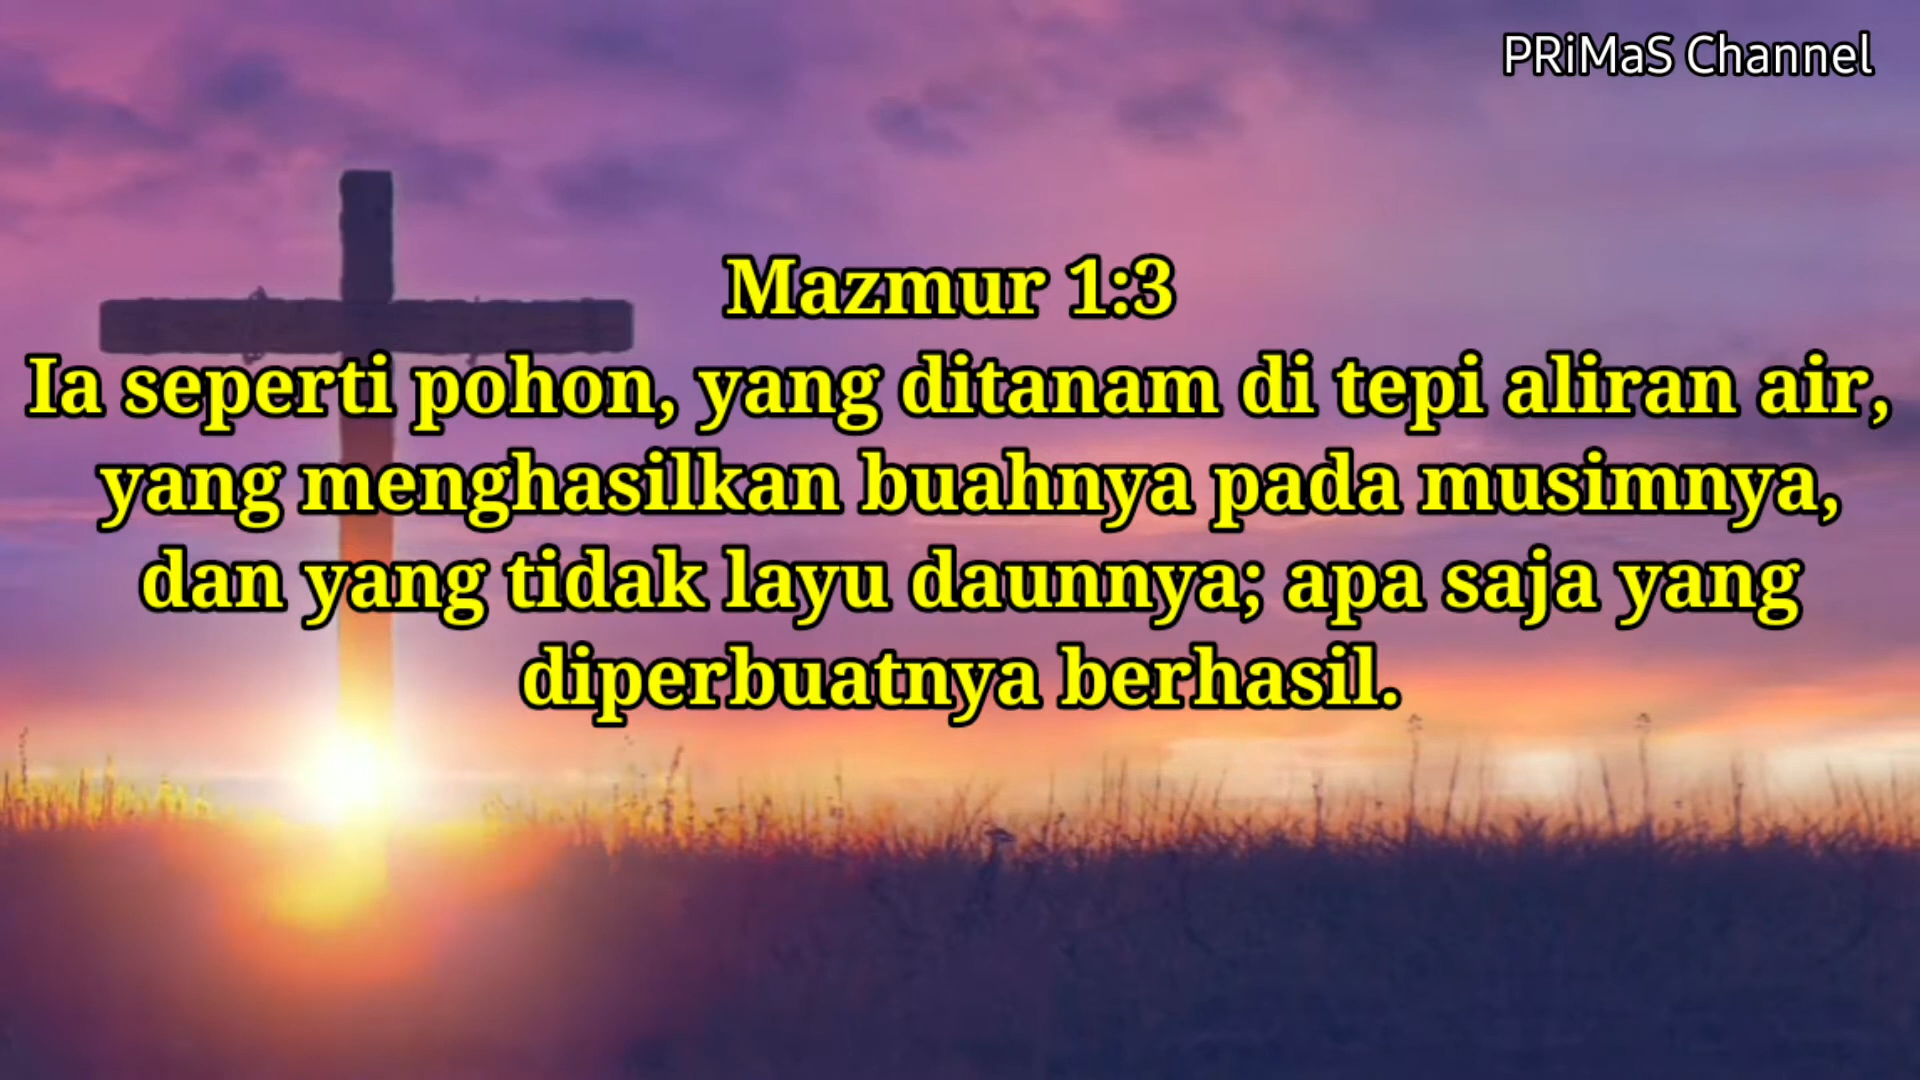 PRiMaS Channel
Mazmur 1:3
Ia seperti pohon, yang ditanam di tepi aliran air,
yang menghasilkan buahnya pada musimnya,
dan yang tidak layu daunnya; apa saja yang
diperbuatnya berhasil.